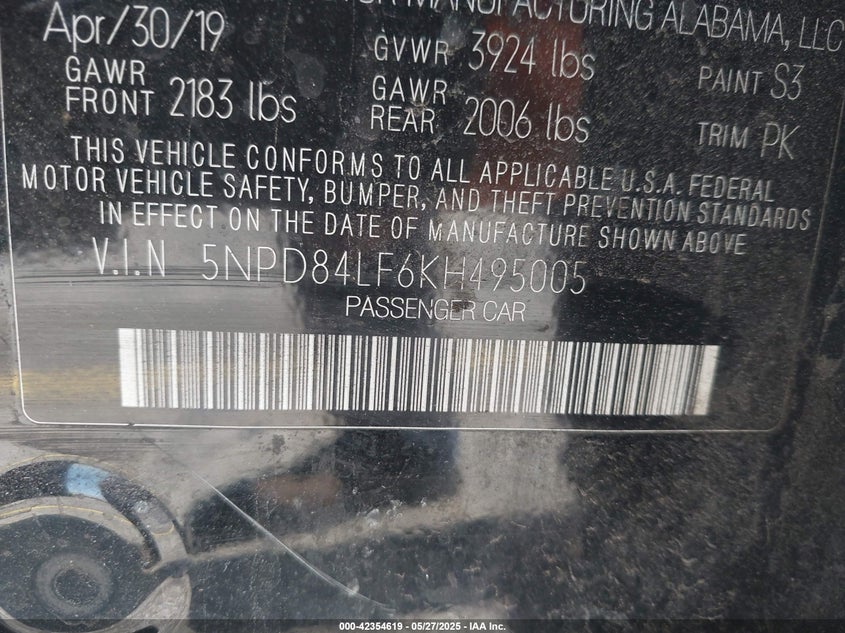 MANUFACTURING ALABAMA, LLC
Apr/30/19 GVWR 3924 lbs PAINT S3
GAWR FRONT 2183 lbs GAWR REAR 2006 lbs TRIM PK
THIS VEHICLE CONFORMS TO ALL APPLICABLE U.S.A. FEDERAL
MOTOR VEHICLE SAFETY, BUMPER, AND THEFT PREVENTION STANDARDS
IN EFFECT ON THE DATE OF MANUFACTURE SHOWN ABOVE
V.I.N 5NPD84LF6KH495005
PASSENGER CAR
000-42354619 - 05/27/2025 - IAA Inc.